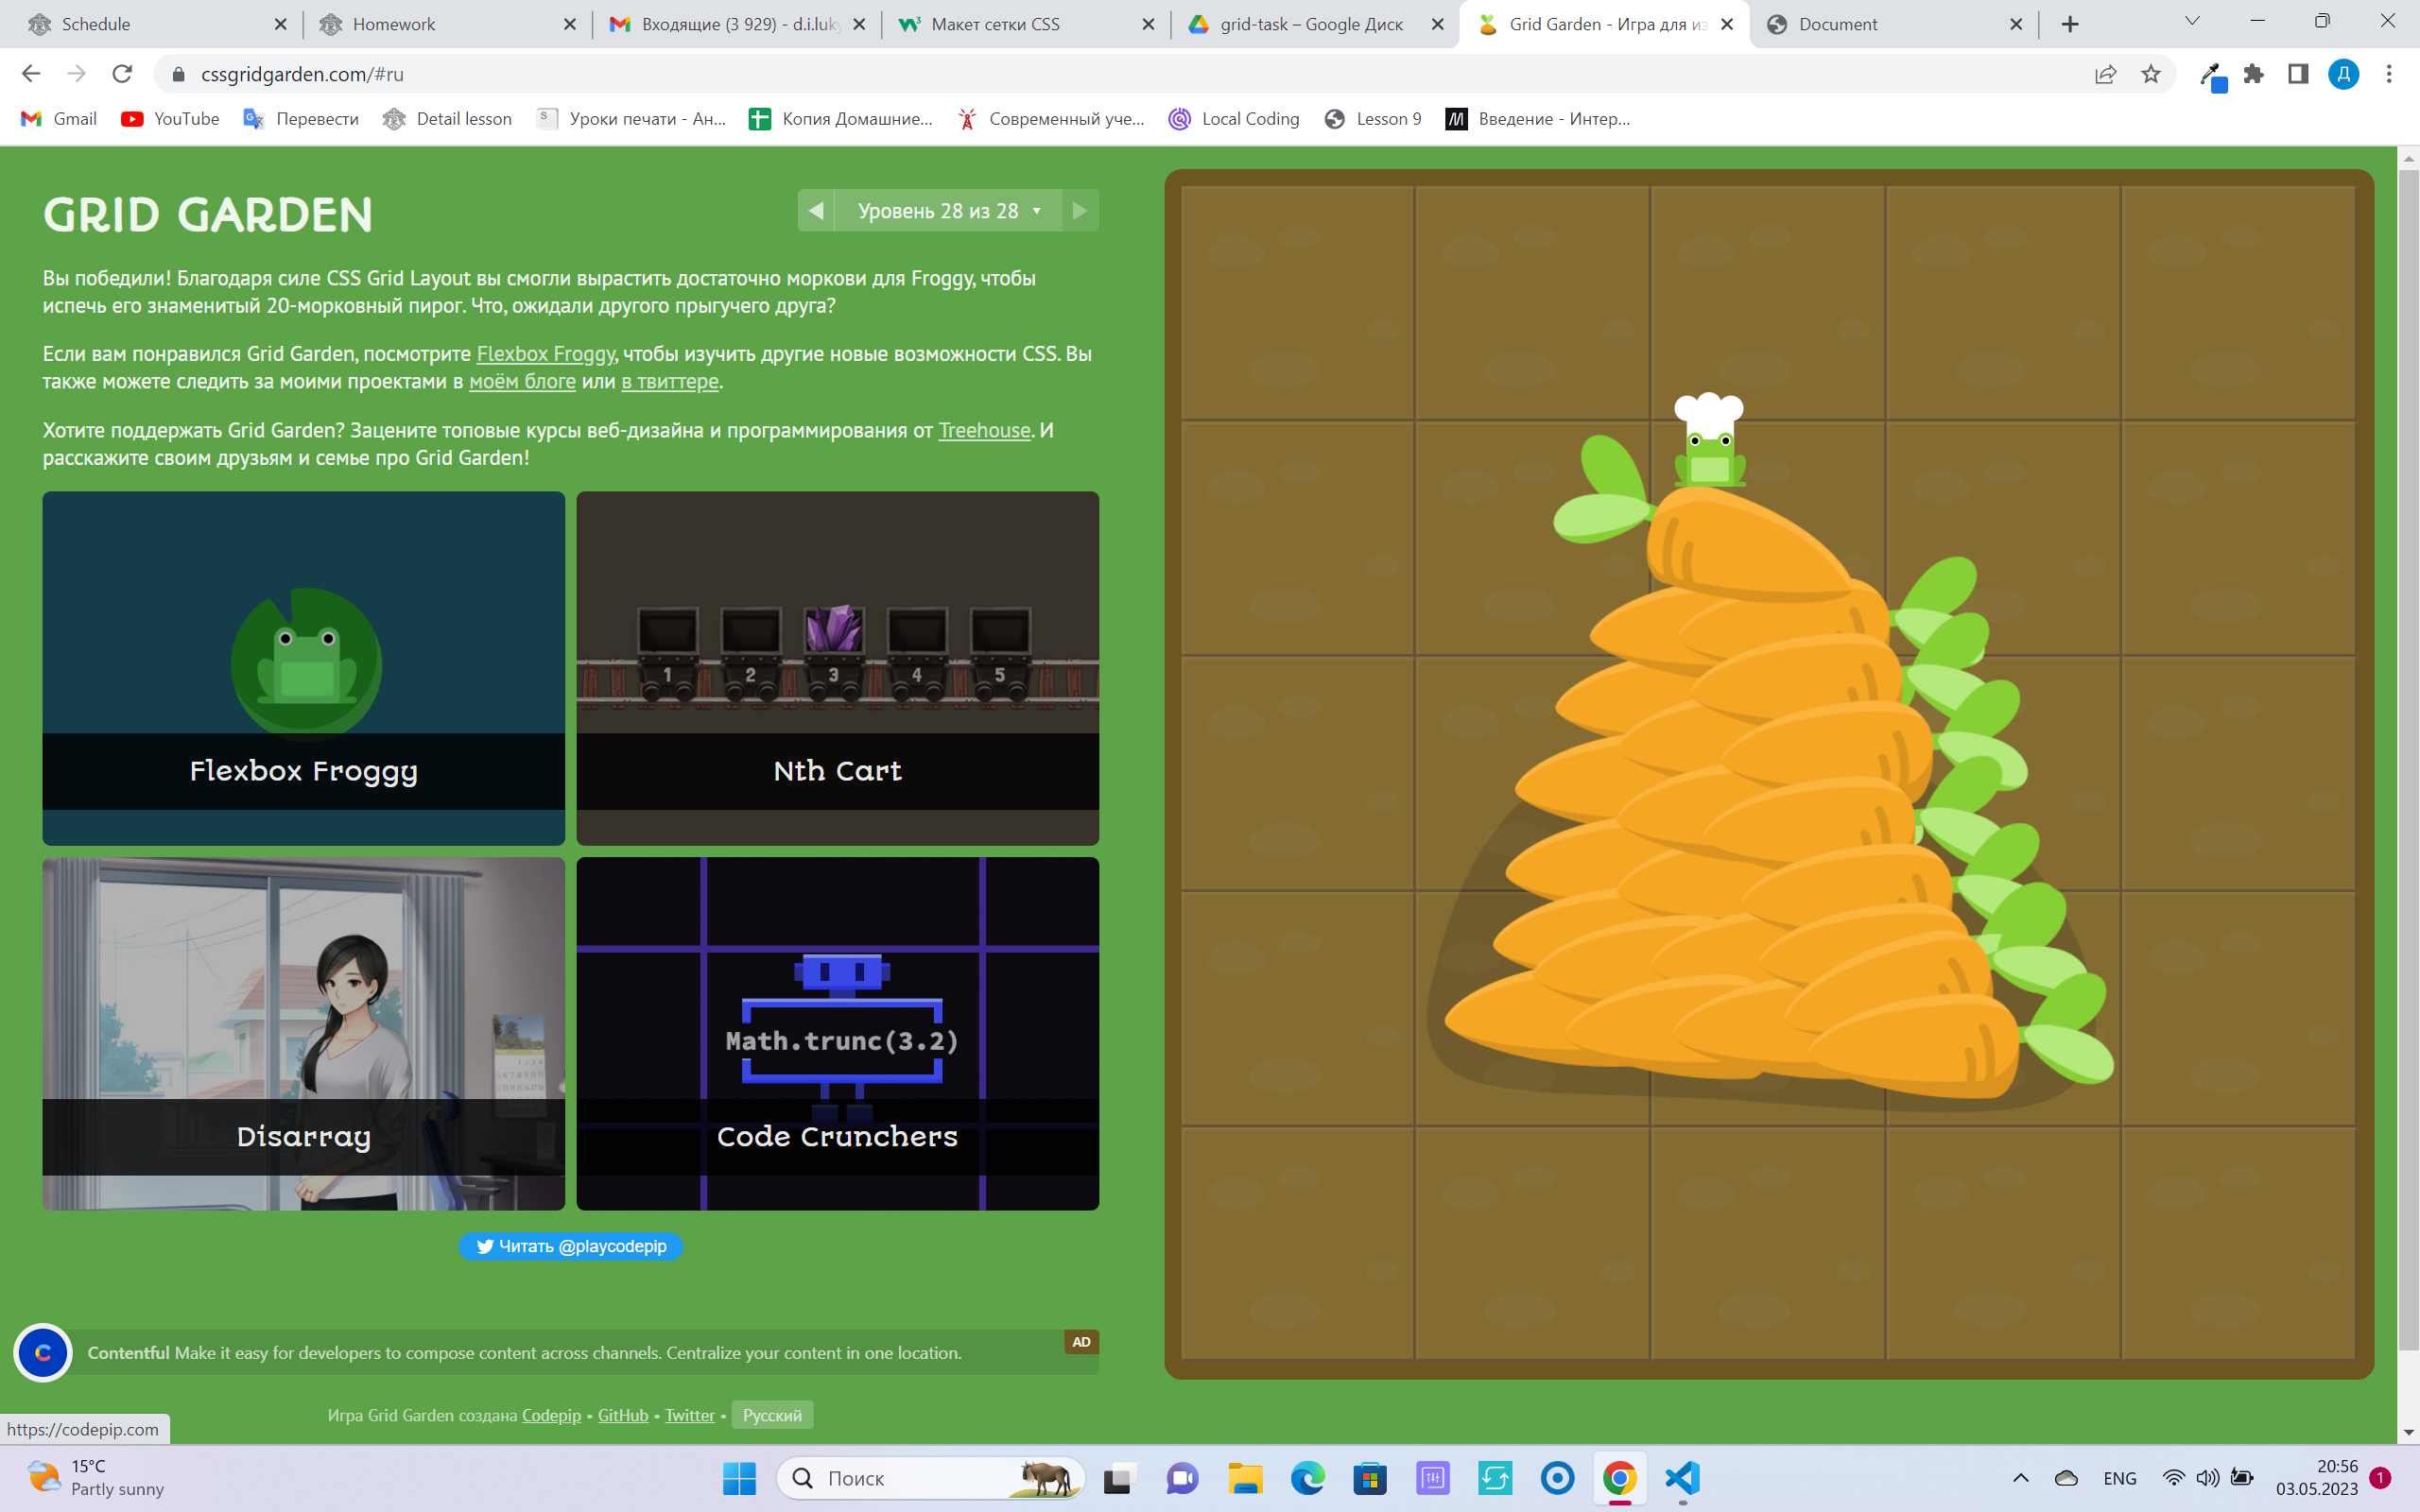 Schedule
Homework
Входящие (3 929) - d.i.luk
Макет сетки CSS
grid-task – Google Диск
Grid Garden - Игра для из
Document
cssgridgarden.com/#ru
Д
Gmail
YouTube
Перевести
Detail lesson
Уроки печати - Ан...
Копия Домашние...
Современный уче...
Local Coding
Lesson 9
Введение - Интер...
GRID GARDEN
Уровень 28 из 28
Вы победили! Благодаря силе CSS Grid Layout вы смогли вырастить достаточно моркови для Froggy, чтобы
испечь его знаменитый 20-морковный пирог. Что, ожидали другого прыгучего друга?
Если вам понравился Grid Garden, посмотрите Flexbox Froggy, чтобы изучить другие новые возможности CSS. Вы
также можете следить за моими проектами в моём блоге или в твиттере.
Хотите поддержать Grid Garden? Зацените топовые курсы веб-дизайна и программирования от Treehouse. И
расскажите своим друзьям и семье про Grid Garden!
Flexbox Froggy
1 2 3 4 5
Nth Cart
Disarray
Math.trunc(3.2)
Code Crunchers
Читать @playcodepip
AD
Contentful Make it easy for developers to compose content across channels. Centralize your content in one location.
Игра Grid Garden создана Codepip • GitHub • Twitter • Русский
https://codepip.com
15°C
Partly sunny
Поиск
ENG
20:56
03.05.2023
1